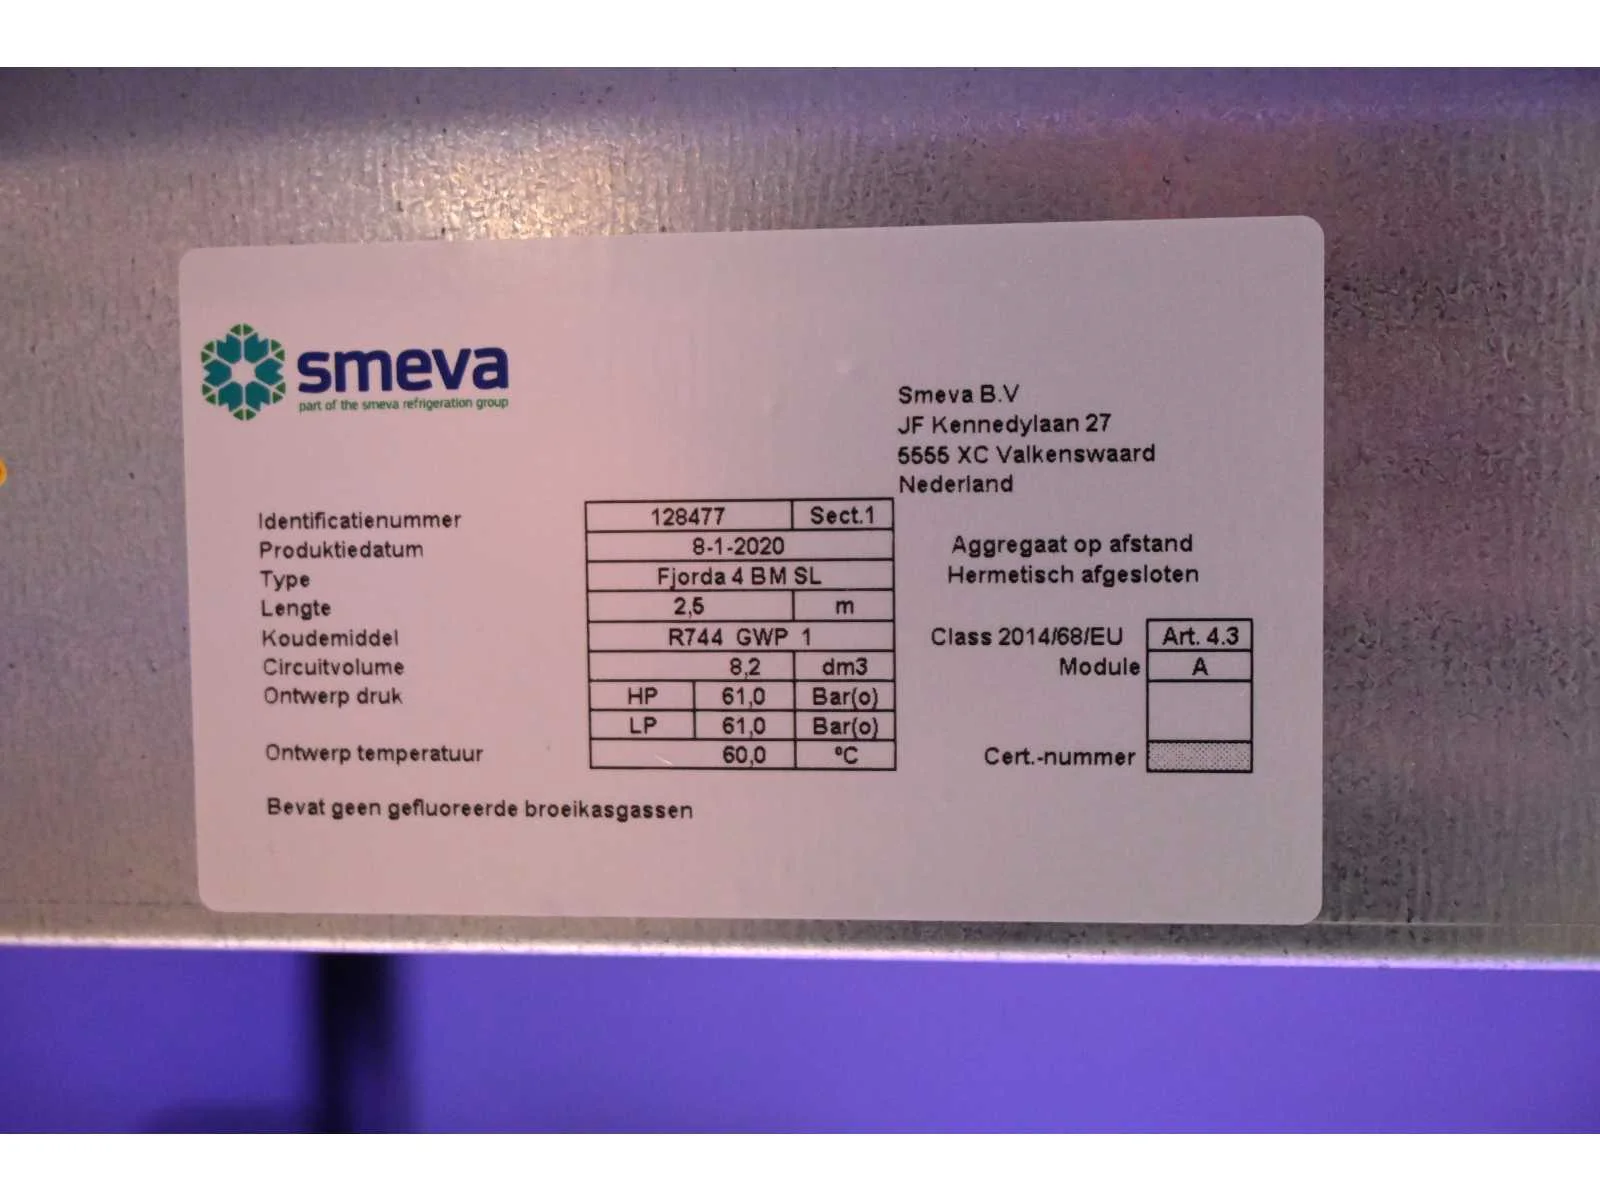 smeva
part of the smeva refrigeration group
Smeva B.V
JF Kennedylaan 27
5555 XC Valkenswaard
Nederland
Identificatienummer 128477 Sect.1
Produktiedatum 8-1-2020 Aggregaat op afstand
Type Fjorda 4 BM SL Hermetisch afgesloten
Lengte 2,5 m
Koudemiddel R744 GWP 1 Class 2014/68/EU Art. 4.3
Circuitvolume 8,2 dm3 Module A
Ontwerp druk HP 61,0 Bar(o)
LP 61,0 Bar(o)
Ontwerp temperatuur 60,0 ºC Cert.-nummer
Bevat geen gefluoreerde broeikasgassen